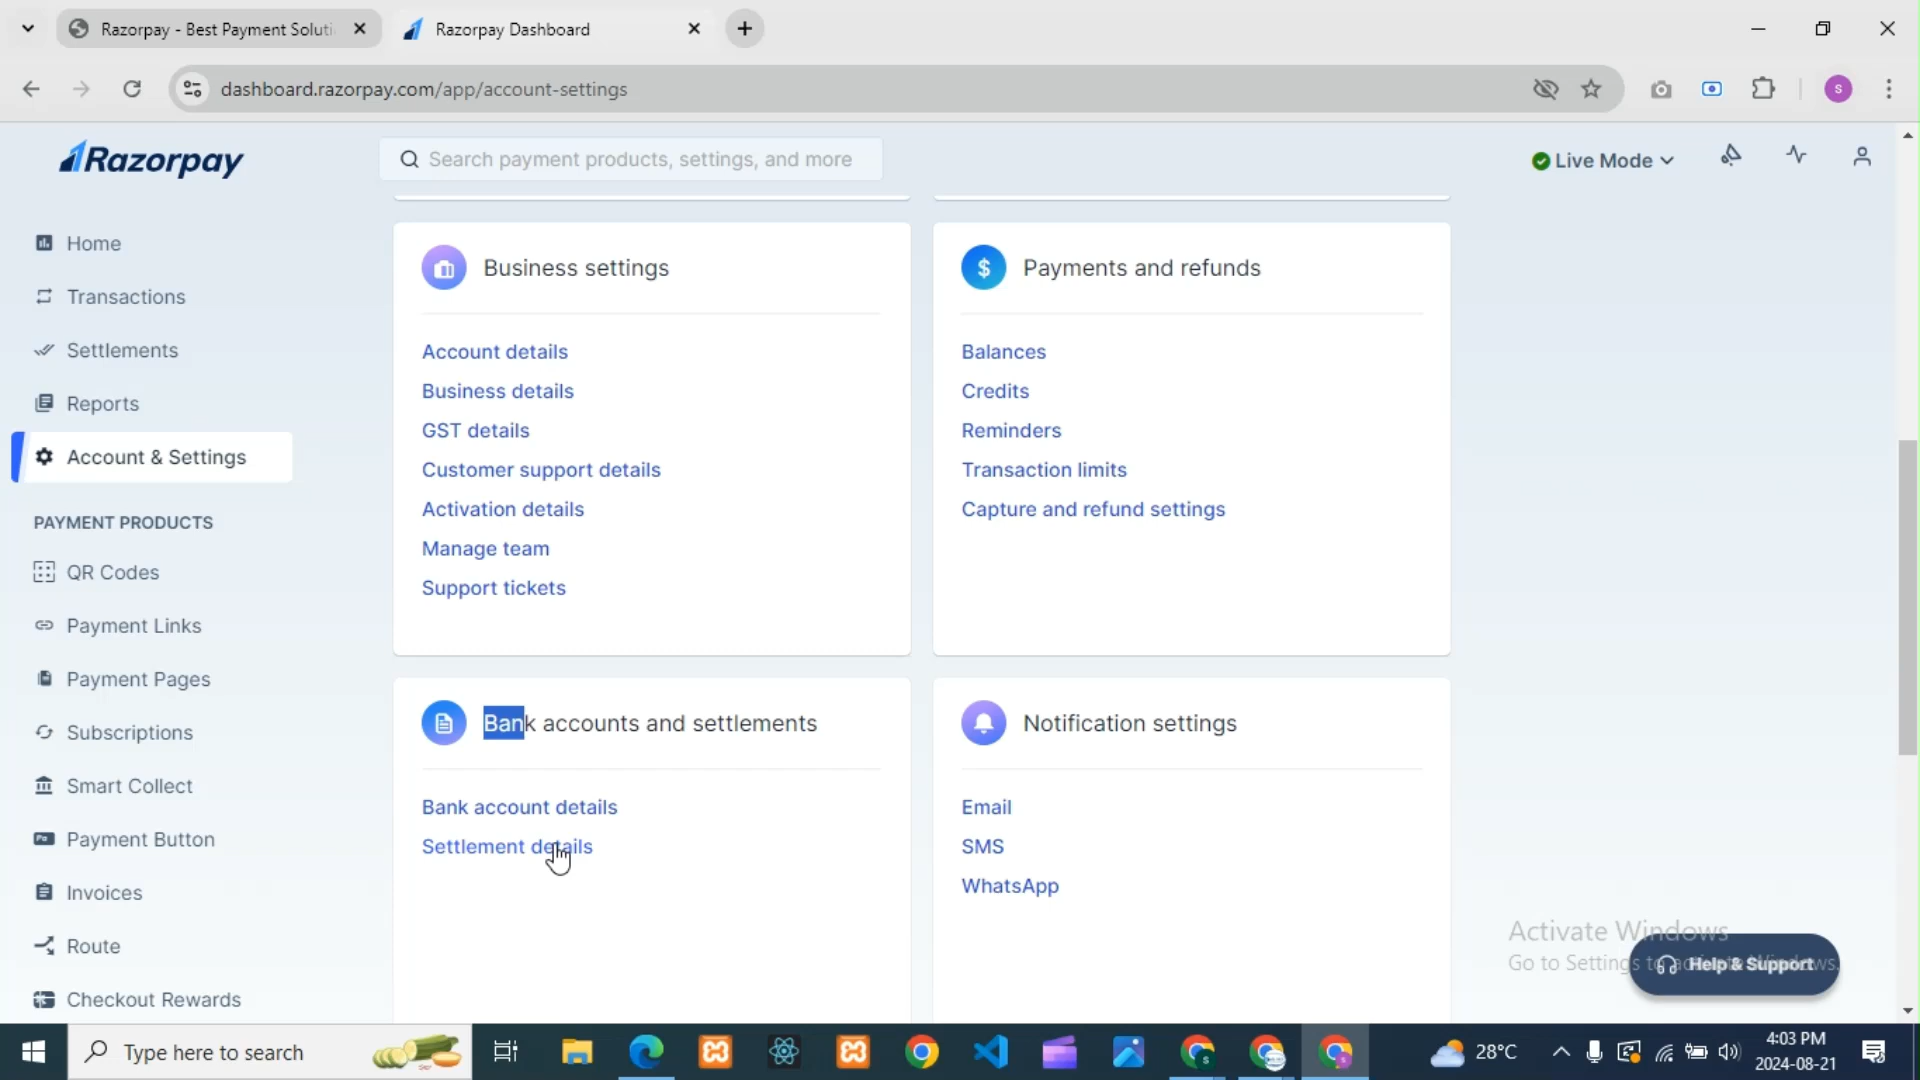 Razorpay - Best Payment Soluti
Razorpay Dashboard
dashboard.razorpay.com/app/account-settings
S
Razorpay
Search payment products, settings, and more
Live Mode
Home
Transactions
Settlements
Reports
Account & Settings
PAYMENT PRODUCTS
QR Codes
Payment Links
Payment Pages
Subscriptions
Smart Collect
Payment Button
Invoices
Route
Checkout Rewards
Business settings
Account details
Business details
GST details
Customer support details
Activation details
Manage team
Support tickets
Payments and refunds
Balances
Credits
Reminders
Transaction limits
Capture and refund settings
Bank accounts and settlements
Bank account details
Settlement details
Notification settings
Email
SMS
WhatsApp
Activate Windows
Go to Settings to
Help & Support
Type here to search
28°C
4:03 PM
2024-08-21